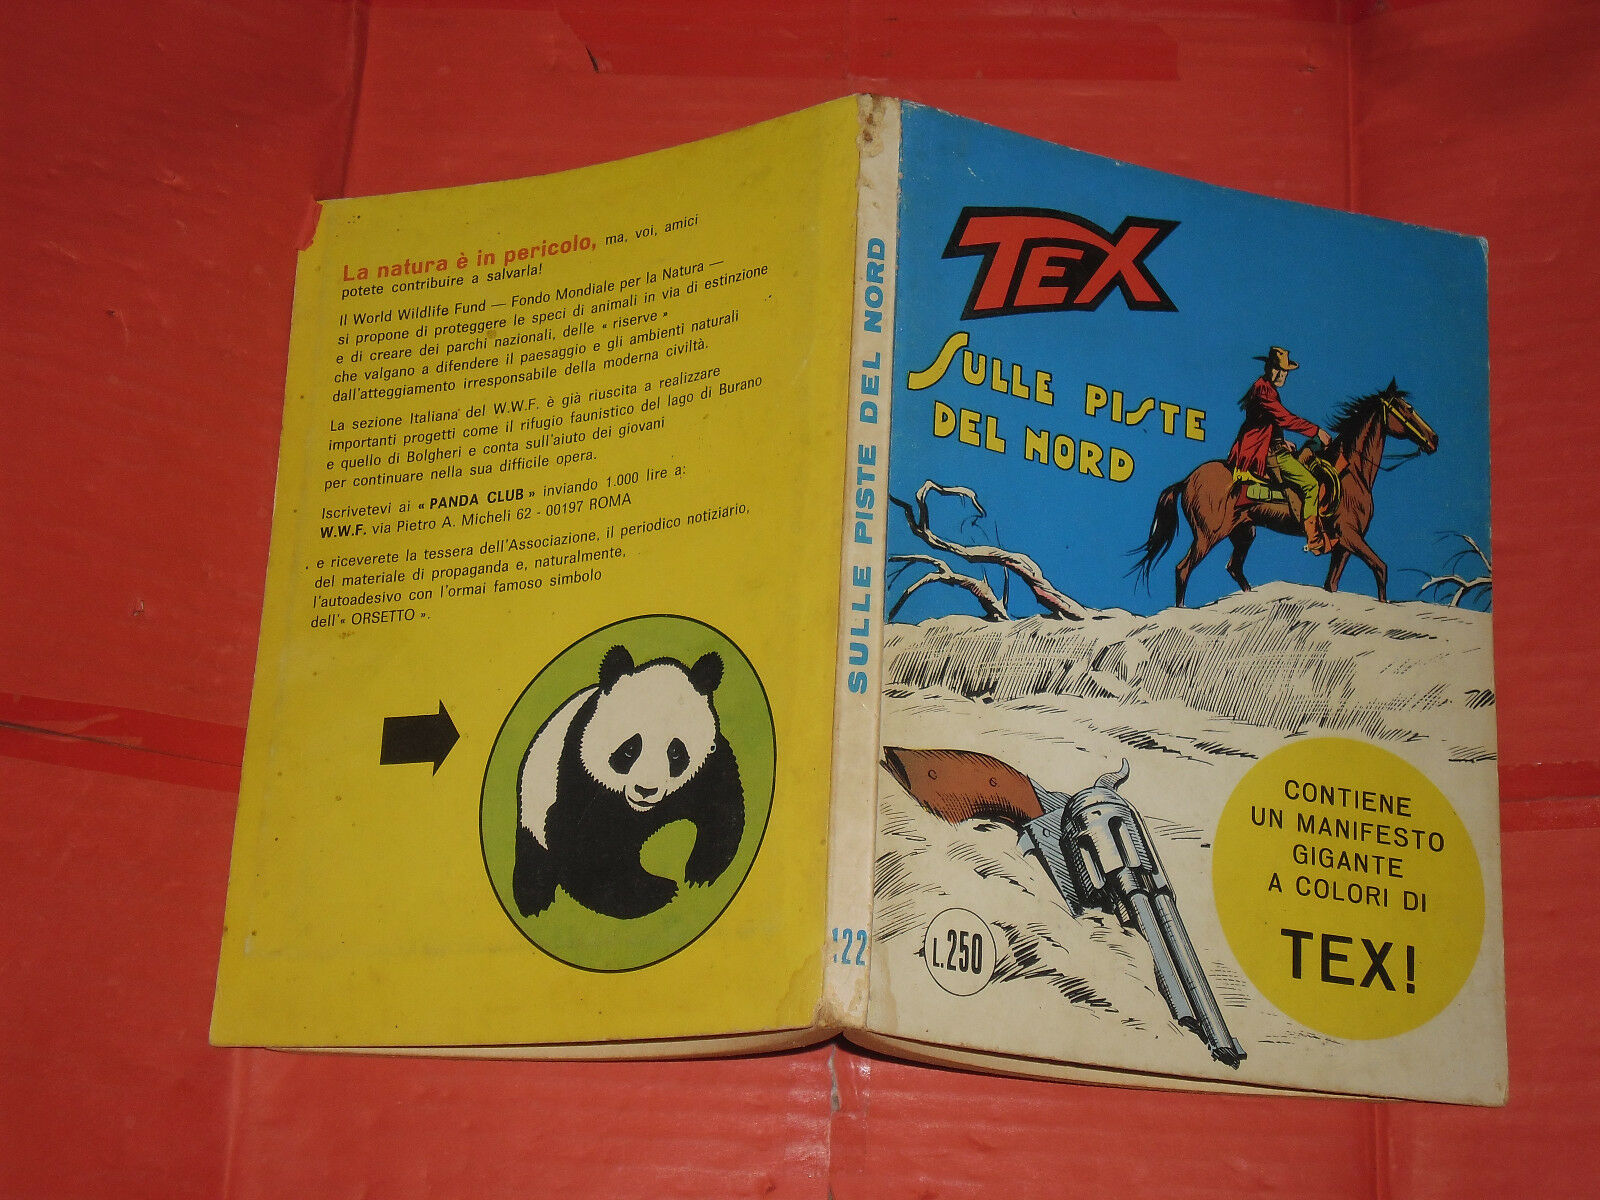 La natura è in pericolo, ma, voi, amici
potete contribuire a salvarla!
Il World Wildlife Fund — Fondo Mondiale per la Natura —
si propone di proteggere le speci di animali in via di estinzione
e di creare dei parchi nazionali, delle « riserve »
che valgano a difendere il paesaggio e gli ambienti naturali
dall'atteggiamento irresponsabile della moderna civiltà.
La sezione Italiana del W.W.F. è già riuscita a realizzare
importanti progetti come il rifugio faunistico del lago di Burano
e quello di Bolgheri e conta sull'aiuto dei giovani
per continuare nella sua difficile opera.
Iscrivetevi ai « PANDA CLUB » inviando 1.000 lire a:
W.W.F. via Pietro A. Micheli 62 - 00197 ROMA
e riceverete la tessera dell'Associazione, il periodico notiziario,
del materiale di propaganda e, naturalmente,
l'autoadesivo con l'ormai famoso simbolo
dell'« ORSETTO ».
SULLE PISTE DEL NORD
122
TEX
SULLE PISTE
DEL NORD
CONTIENE
UN MANIFESTO
GIGANTE
A COLORI DI
TEX!
L.250